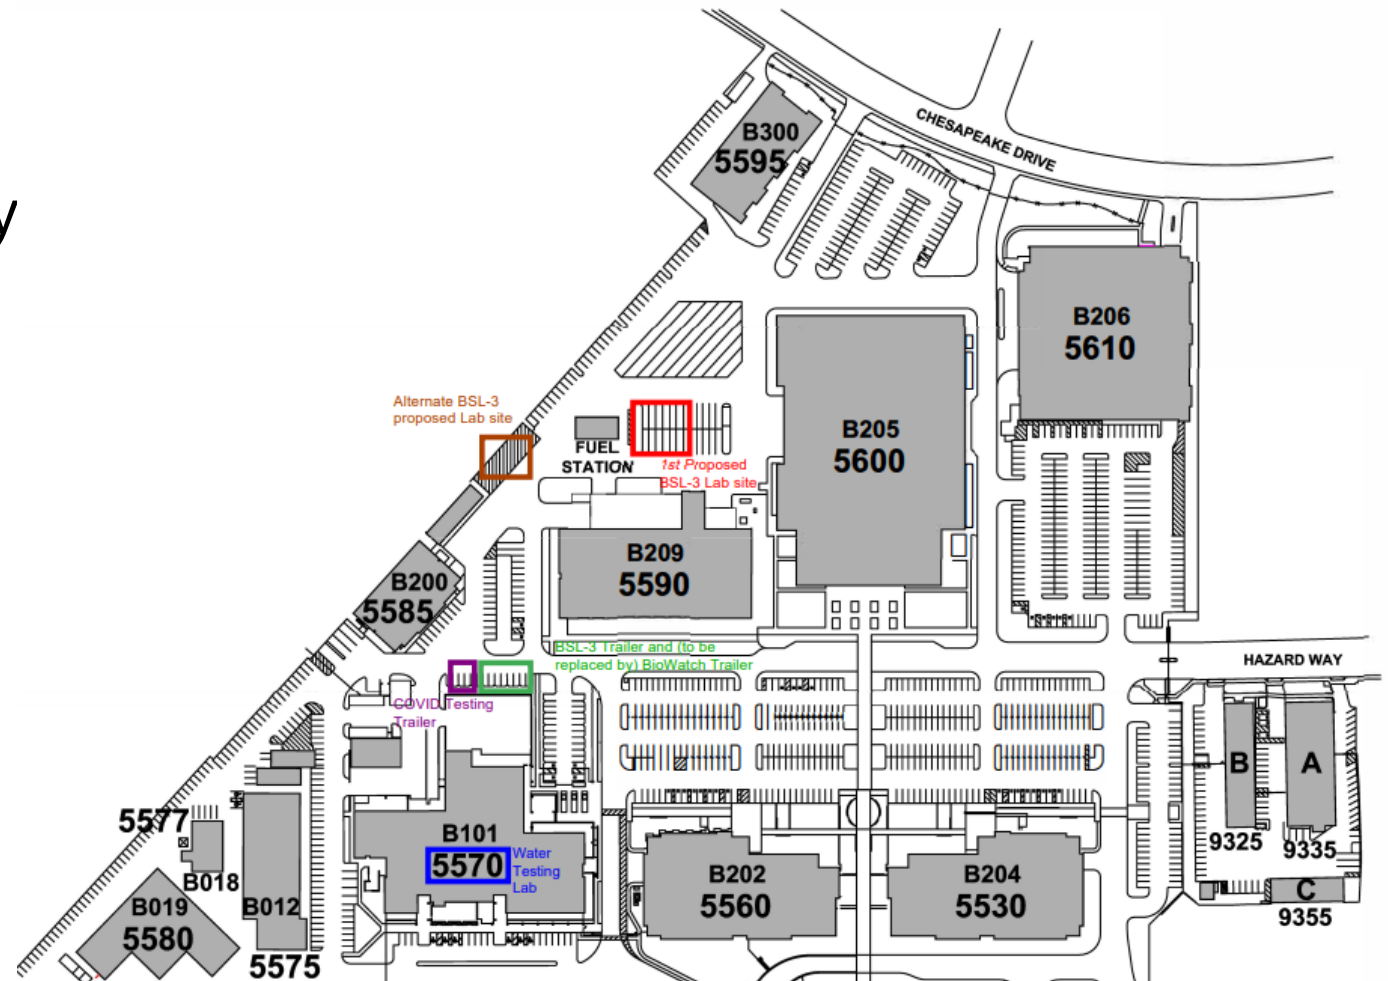 y
CHESAPEAKE DRIVE
B300
5595
B206
5610
Alternate BSL-3
proposed Lab site
FUEL
STATION
1st Proposed
BSL-3 Lab site
B205
5600
B209
5590
B200
5585
BSL-3 Trailer and (to be
replaced by) BioWatch Trailer
HAZARD WAY
COVID Testing
Trailer
B
A
9325
9335
C
9355
5577
B018
B019
5580
B012
5575
B101
5570
Water
Testing
Lab
B202
5560
B204
5530